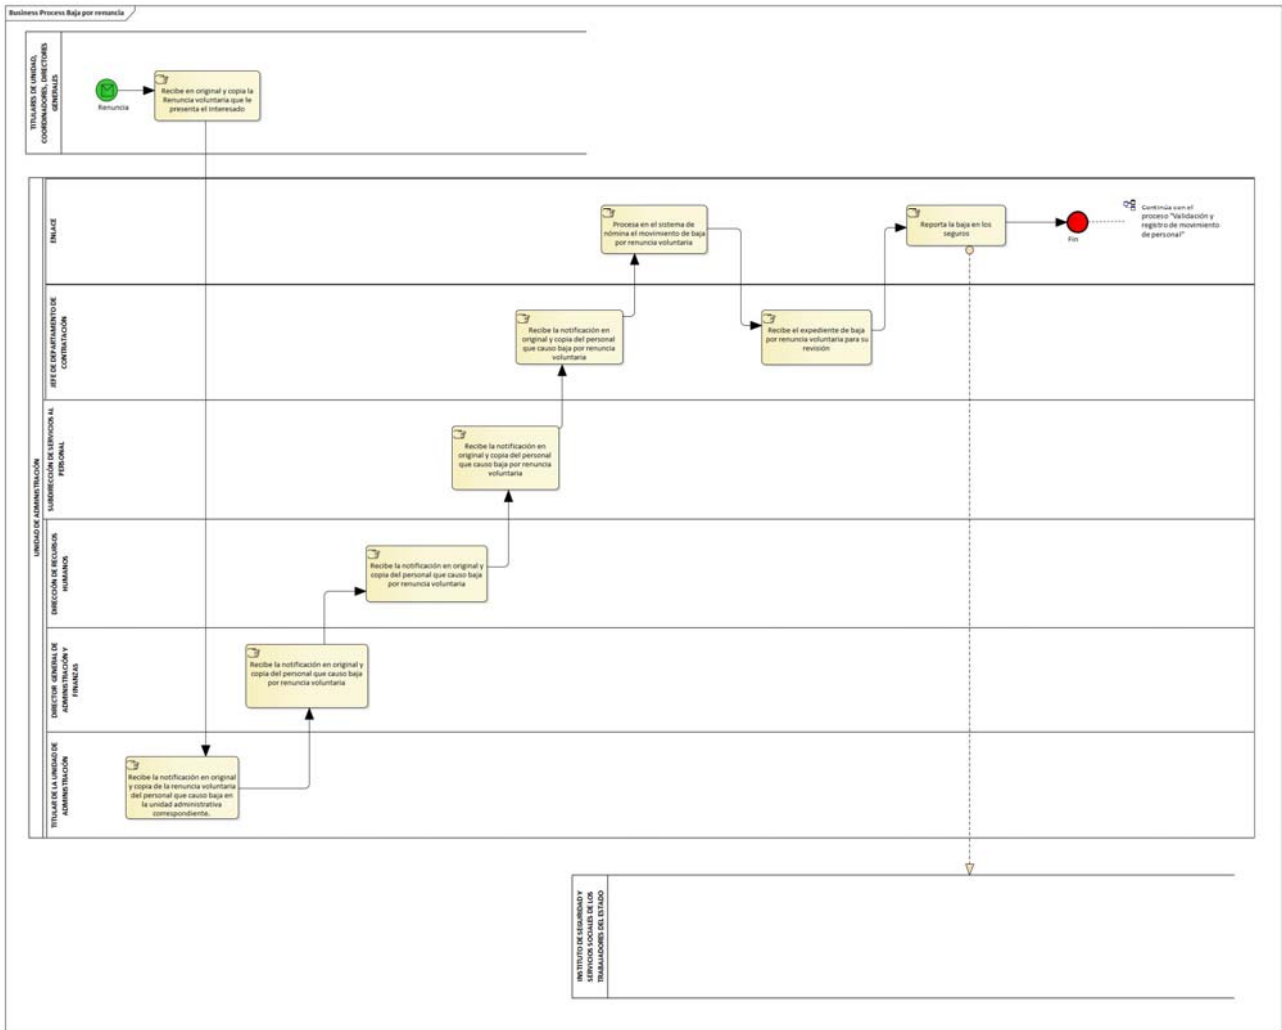 Business Process Baja por renuncia
TITULARES DE UNIDAD,
COORDINADORES, DIRECTORES
GENERALES
Renuncia
Recibe en original y copia la
Renuncia voluntaria que le
presenta el interesado
UNIDAD DE ADMINISTRACIÓN
ENLACE
Procesa en el sistema de
nómina el movimiento de baja
por renuncia voluntaria
Reporta la baja en los
seguros
Fin
Continúa con el
proceso "Validación y
registro de movimiento
de personal"
JEFE DE DEPARTAMENTO DE
CONTRATACIÓN
Recibe la notificación en
original y copia del personal
que causo baja por renuncia
voluntaria
Recibe el expediente de baja
por renuncia voluntaria para su
revisión
SUBDIRECCIÓN DE SERVICIOS AL
PERSONAL
Recibe la notificación en
original y copia del personal
que causo baja por renuncia
voluntaria
DIRECCIÓN DE RECURSOS
HUMANOS
Recibe la notificación en original y
copia del personal que causo baja
por renuncia voluntaria
DIRECTOR GENERAL DE
ADMINISTRACIÓN Y
FINANZAS
Recibe la notificación en original y
copia del personal que causo baja
por renuncia voluntaria
TITULAR DE LA UNIDAD DE
ADMINISTRACIÓN
Recibe la notificación en original
y copia de la renuncia voluntaria
del personal que causo baja en
la unidad administrativa
correspondiente.
INSTITUTO DE SEGURIDAD Y
SERVICIOS SOCIALES DE LOS
TRABAJADORES DEL ESTADO